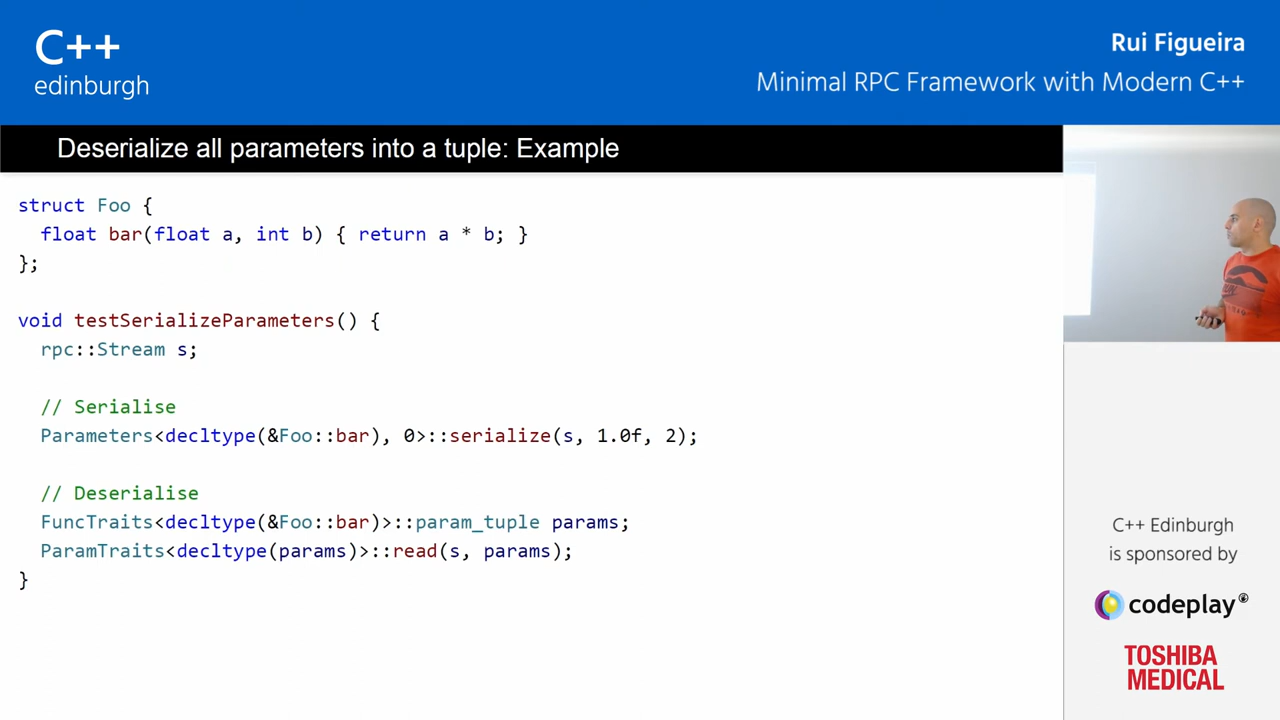 C++
edinburgh
Rui Figueira
Minimal RPC Framework with Modern C++
Deserialize all parameters into a tuple: Example
struct Foo {
  float bar(float a, int b) { return a * b; }
};
void testSerializeParameters() {
  rpc::Stream s;
  // Serialise
  Parameters<decltype(&Foo::bar), 0>::serialize(s, 1.0f, 2);
  // Deserialise
  FuncTraits<decltype(&Foo::bar)>::param_tuple params;
  ParamTraits<decltype(params)>::read(s, params);
}
C++ Edinburgh
is sponsored by
codeplay
TOSHIBA
MEDICAL